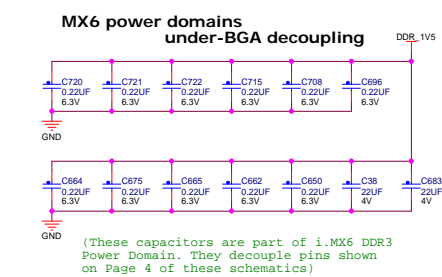 MX6 power domains
under-BGA decoupling
DDR_1V5
C720 C721 C722 C715 C708 C696
0.22UF 0.22UF 0.22UF 0.22UF 0.22UF 0.22UF
6.3V 6.3V 6.3V 6.3V 6.3V 6.3V
GND
C664 C675 C665 C662 C650 C38 C683
0.22UF 0.22UF 0.22UF 0.22UF 0.22UF 22UF 22UF
6.3V 6.3V 6.3V 6.3V 6.3V 4V 4V
GND
(These capacitors are part of i.MX6 DDR3
Power Domain. They decouple pins shown
on Page 4 of these schematics)